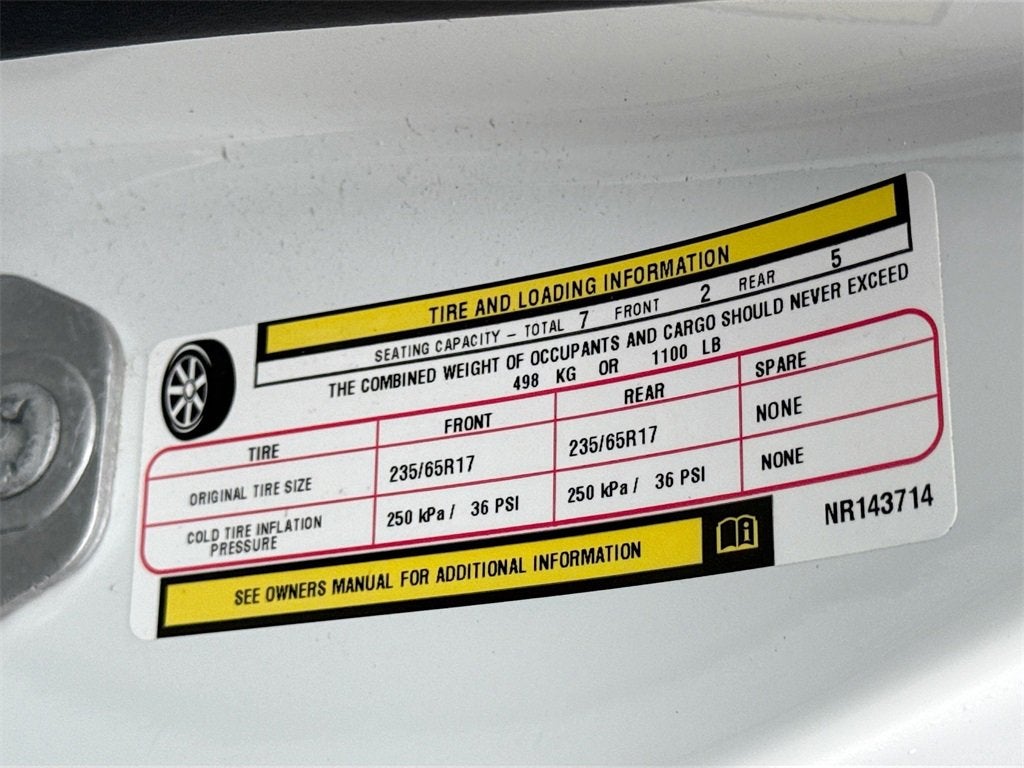 TIRE AND LOADING INFORMATION
SEATING CAPACITY – TOTAL 7 FRONT 2 REAR 5
THE COMBINED WEIGHT OF OCCUPANTS AND CARGO SHOULD NEVER EXCEED
498 KG OR 1100 LB
TIRE FRONT REAR SPARE
ORIGINAL TIRE SIZE 235/65R17 235/65R17 NONE
COLD TIRE INFLATION
PRESSURE 250 kPa / 36 PSI 250 kPa / 36 PSI NONE
SEE OWNERS MANUAL FOR ADDITIONAL INFORMATION
NR143714